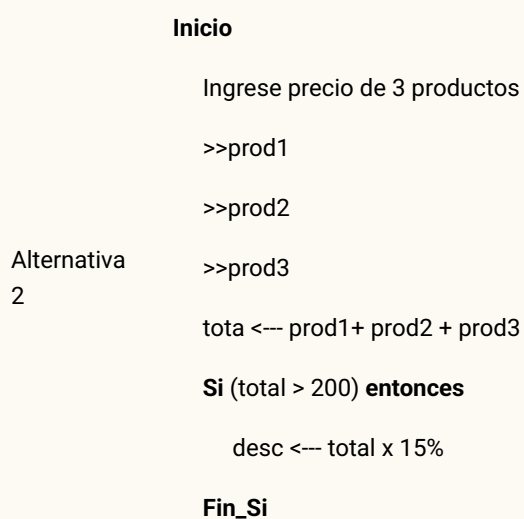 Inicio
Ingrese precio de 3 productos
>>prod1
>>prod2
Alternativa
2
>>prod3
tota <--- prod1+ prod2 + prod3
Si (total > 200) entonces
desc <--- total x 15%
Fin_Si